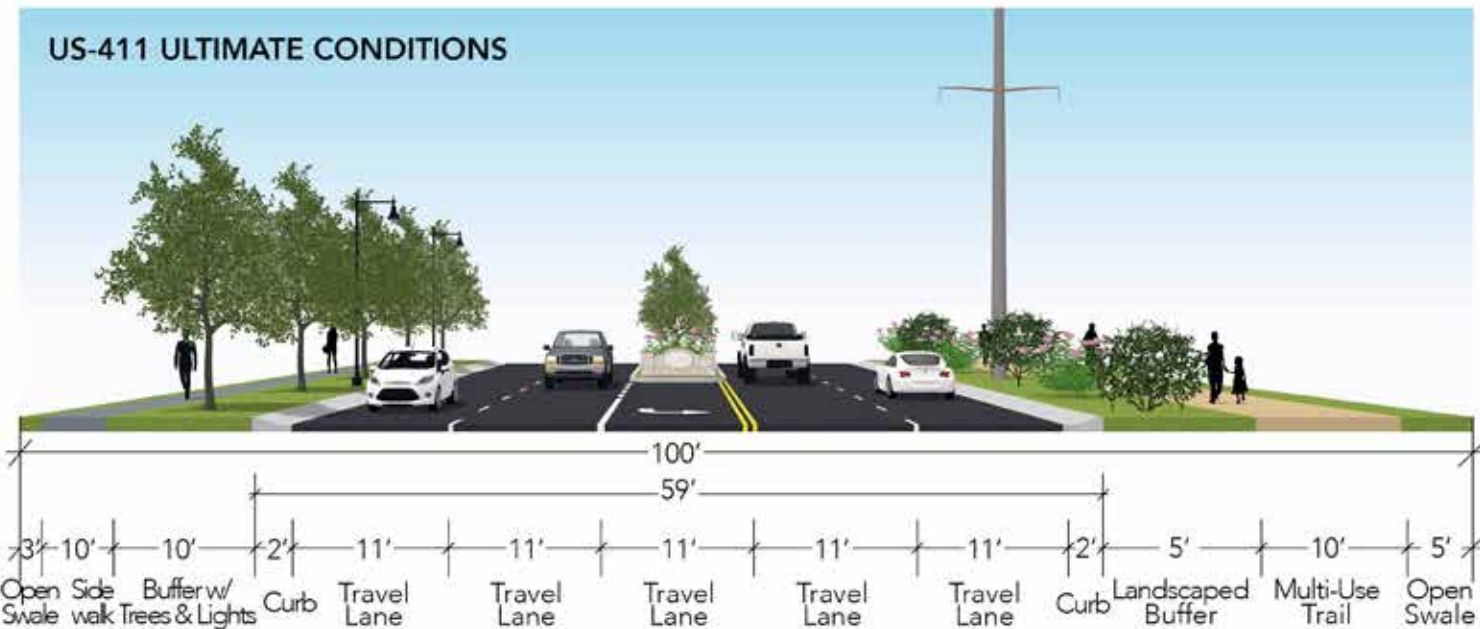 US-411 ULTIMATE CONDITIONS
100'
59'
3' 10' 10' 2' 11' 11' 11' 11' 11' 2' 5' 10' 5'
Open Side Buffer w/ Curb Travel Travel Travel Travel Travel Curb Landscaped Multi-Use Open
Swale walk Trees & Lights Lane Lane Lane Lane Lane Buffer Trail Swale